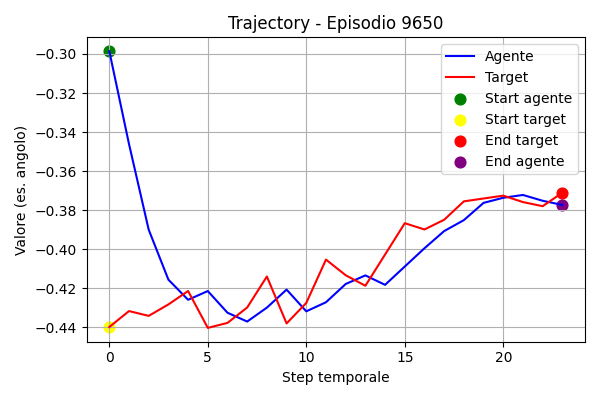 Trajectory - Episodio 9650
Valore (es. angolo)
−0.30
−0.32
−0.34
−0.36
−0.38
−0.40
−0.42
−0.44
Agente
Target
Start agente
Start target
End target
End agente
0 5 10 15 20
Step temporale